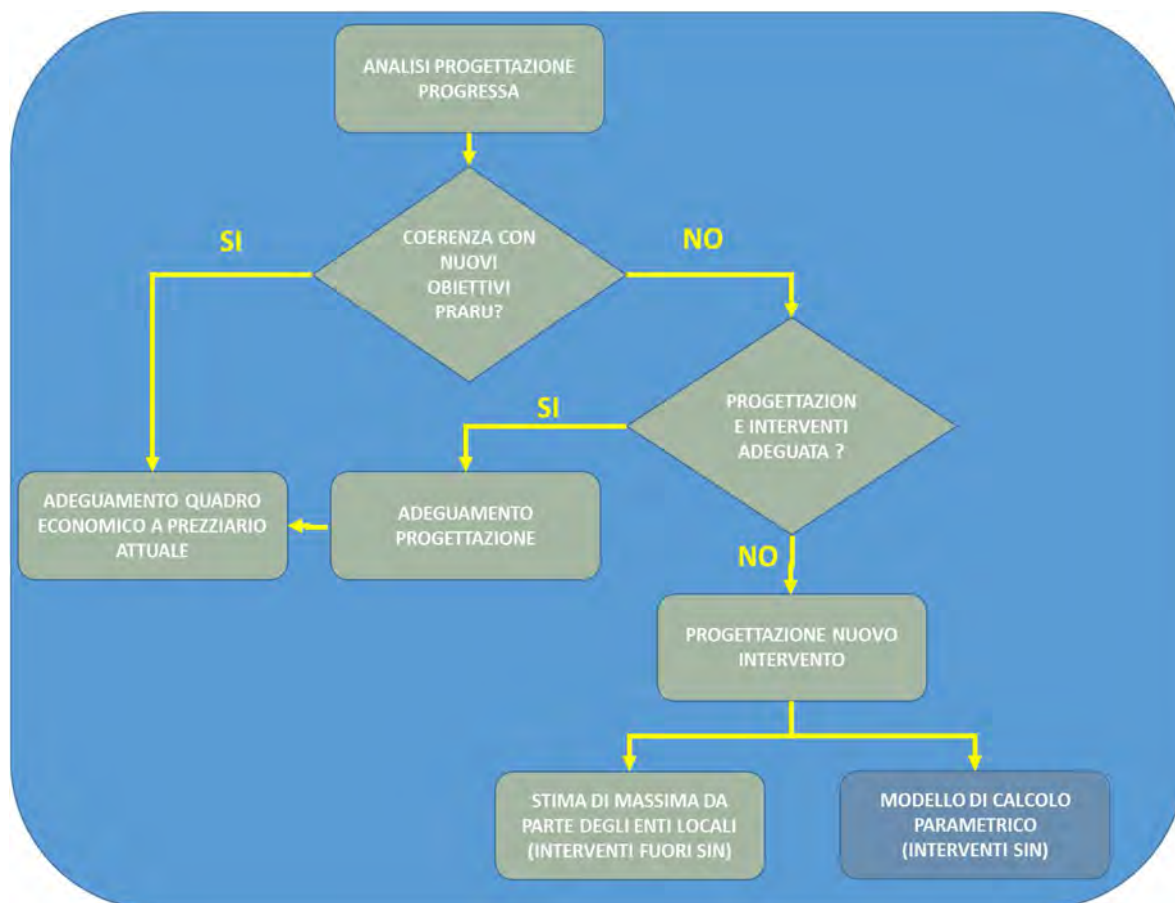 ANALISI PROGETTAZIONE
PROGRESSA
COERENZA CON
NUOVI
OBIETTIVI
PRARU?
SI
NO
PROGETTAZION
E INTERVENTI
ADEGUATA ?
SI
NO
ADEGUAMENTO QUADRO
ECONOMICO A PREZZIARIO
ATTUALE
ADEGUAMENTO
PROGETTAZIONE
PROGETTAZIONE NUOVO
INTERVENTO
STIMA DI MASSIMA DA
PARTE DEGLI ENTI LOCALI
(INTERVENTI FUORI SIN)
MODELLO DI CALCOLO
PARAMETRICO
(INTERVENTI SIN)